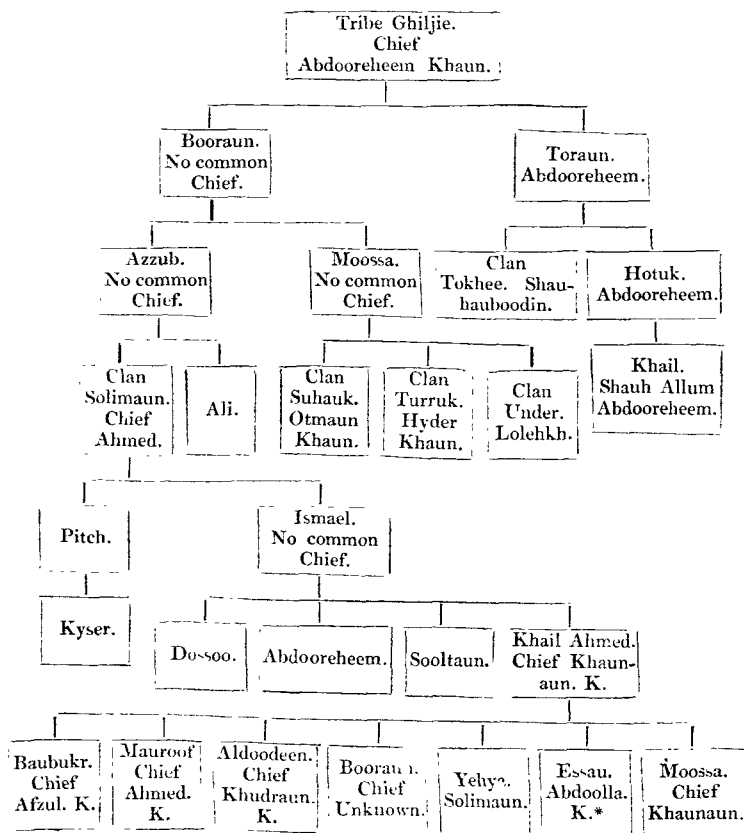 Tribe Ghiljie.
Chief
Abdooreheem Khaun.
Booraun.
No common
Chief.
Toraun.
Abdooreheem.
Azzub.
No common
Chief.
Moossa.
No common
Chief.
Clan
Tokhee. Shau-
hauboodin.
Hotuk.
Abdooreheem.
Clan
Solimaun.
Chief
Ahmed.
Ali.
Clan
Suhauk.
Otmaun
Khaun.
Clan
Turruk.
Hyder
Khaun.
Clan
Under.
Lolehkh.
Khail.
Shauh Allum
Abdooreheem.
Pitch.
Ismael.
No common
Chief.
Kyser.
Dossoo.
Abdooreheem.
Sooltaun.
Khail Ahmed.
Chief Khaun-
aun. K.
Baubukr.
Chief
Afzul. K.
Mauroof
Chief
Ahmed.
K.
Aldoodeen.
Chief
Khudraun.
K.
Booraun.
Chief
Unknown.
Yehya.
Solimaun.
Essau.
Abdoolla.
K.*
Moossa.
Chief
Khaunaun.